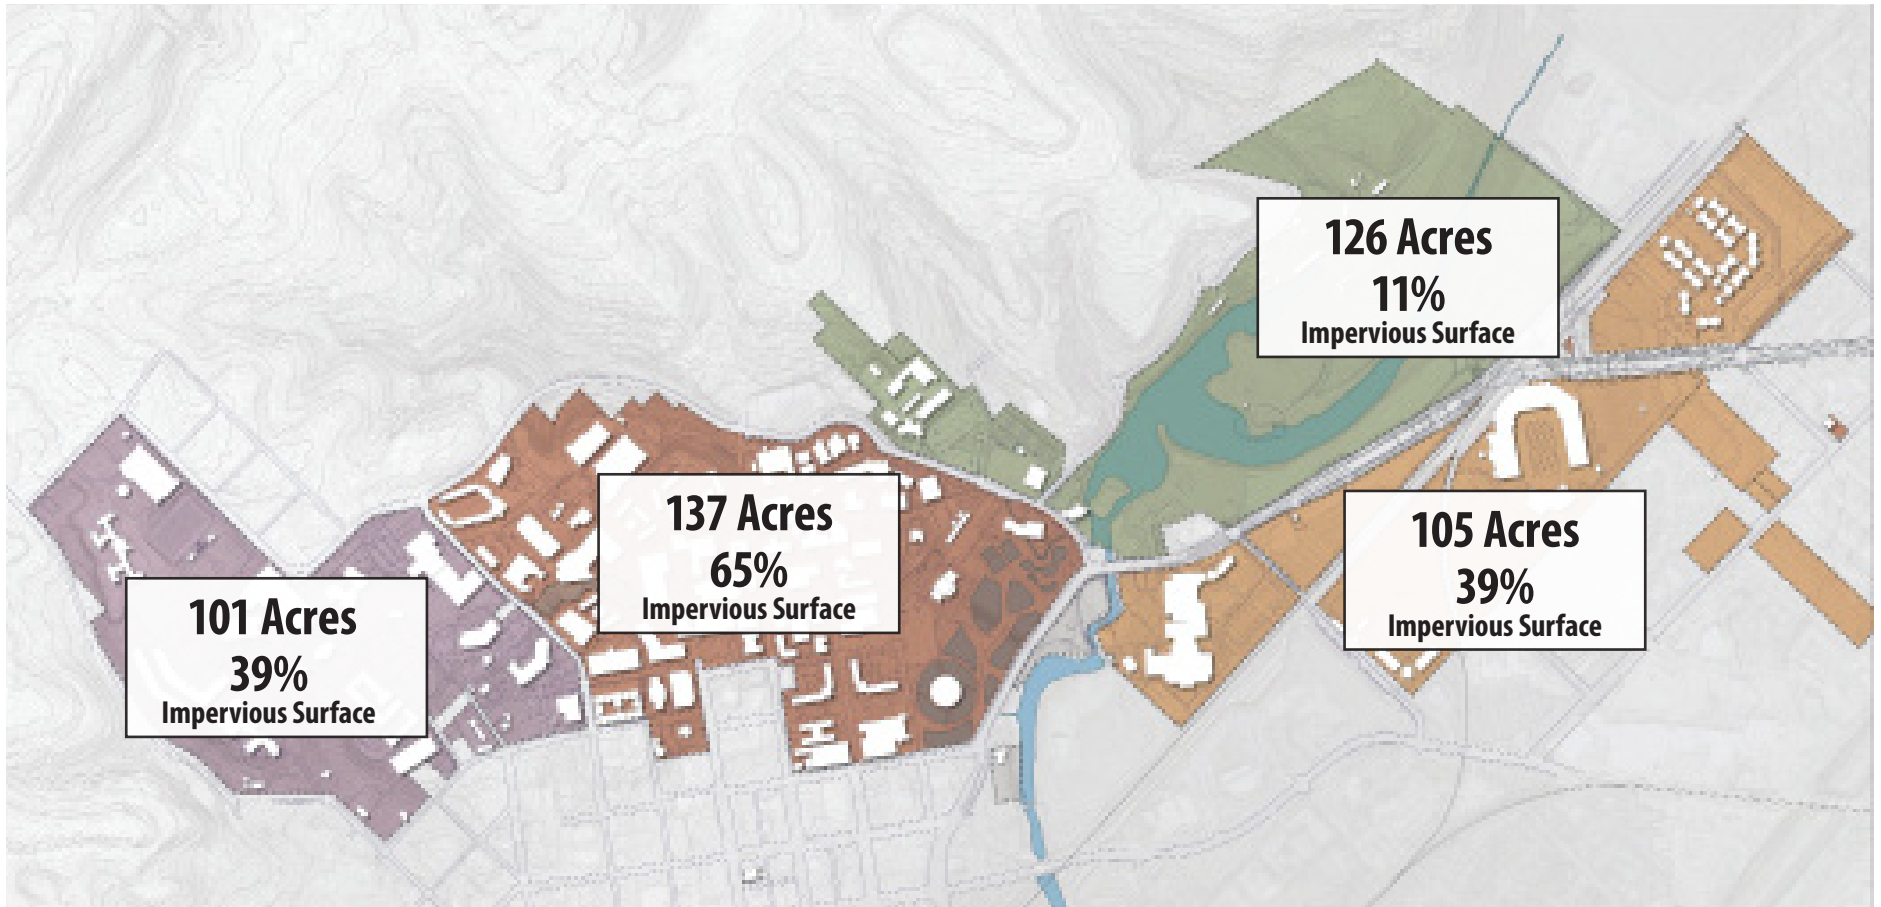 126 Acres
11%
Impervious Surface
137 Acres
65%
Impervious Surface
105 Acres
39%
Impervious Surface
101 Acres
39%
Impervious Surface